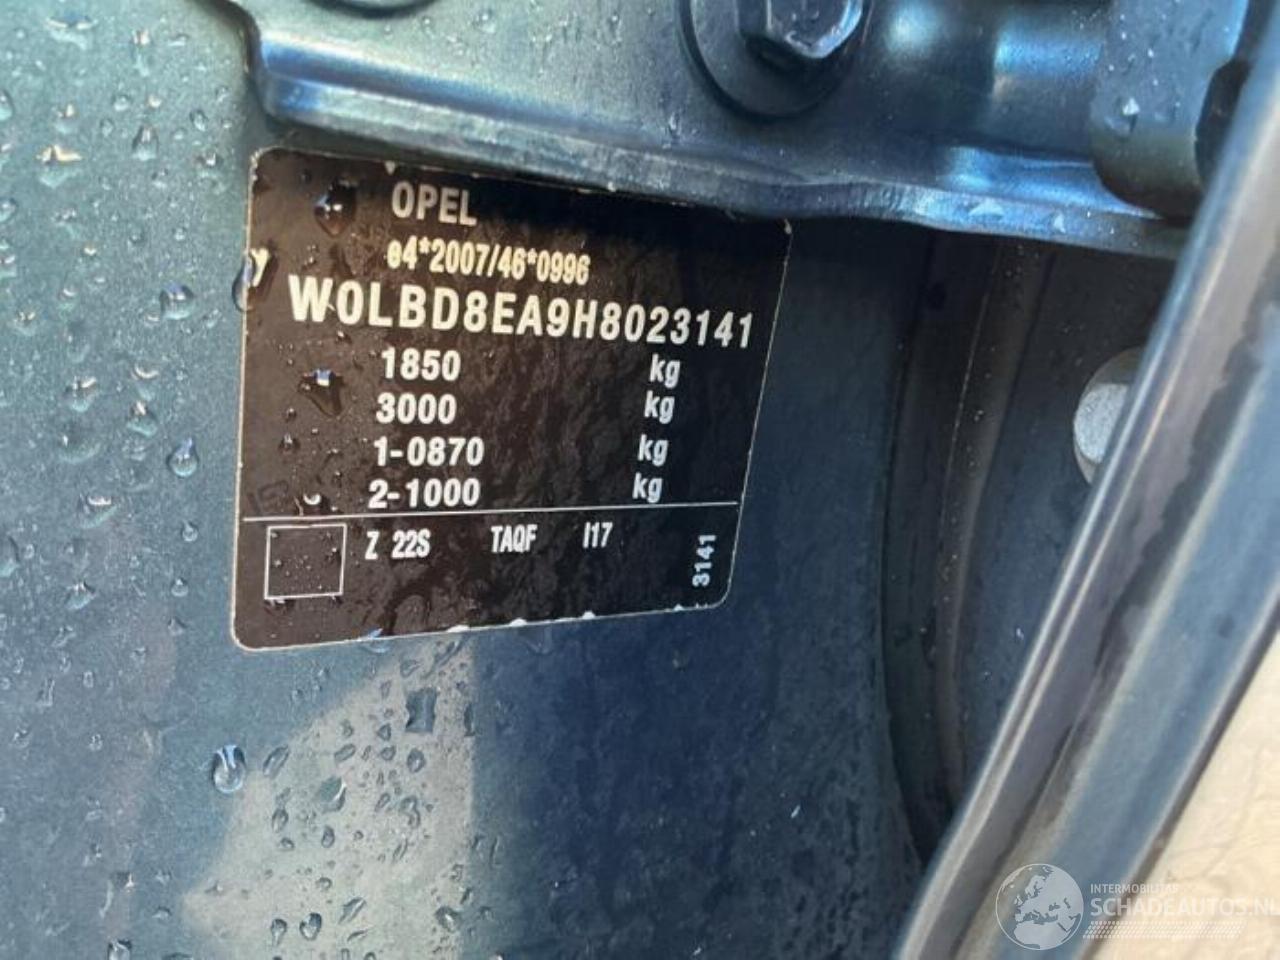 OPEL
e4*2007/46*0996
W0LBD8EA9H8023141
1850 kg
3000 kg
1-0870 kg
2-1000 kg
Z 22S TAQF I17
3141
INTERMOBILITAS
SCHADEAUTOS.NL